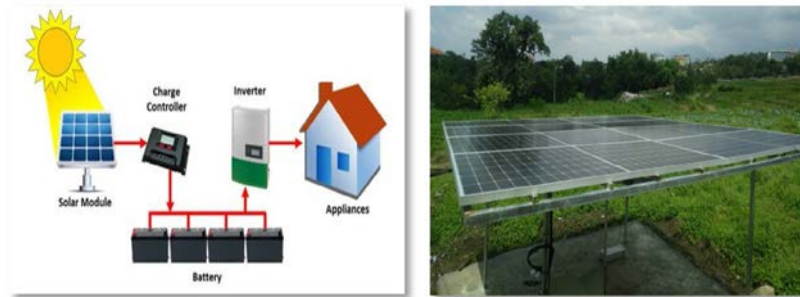 Charge
Controller
Inverter
Solar Module
Appliances
Battery